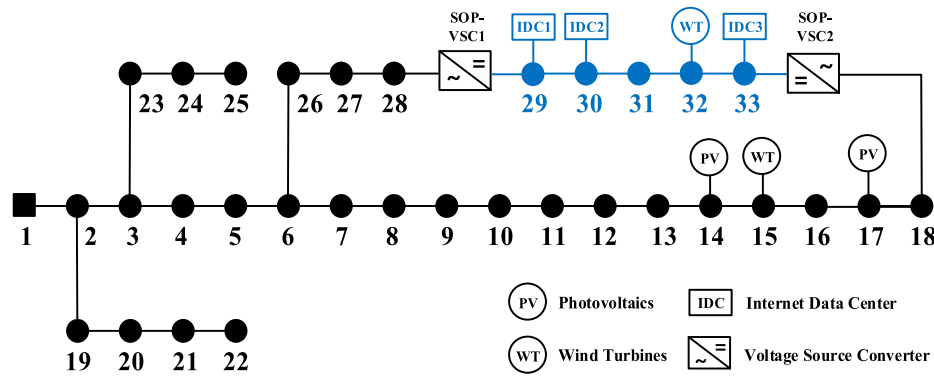 SOP-
VSC1
SOP-
VSC2
IDC1
IDC2
WT
IDC3
~ =
= ~
23 24 25
26 27 28
29 30 31 32 33
PV
WT
PV
1 2 3 4 5 6 7 8 9 10 11 12 13 14 15 16 17 18
PV Photovoltaics
IDC Internet Data Center
19 20 21 22
WT Wind Turbines
~ = Voltage Source Converter